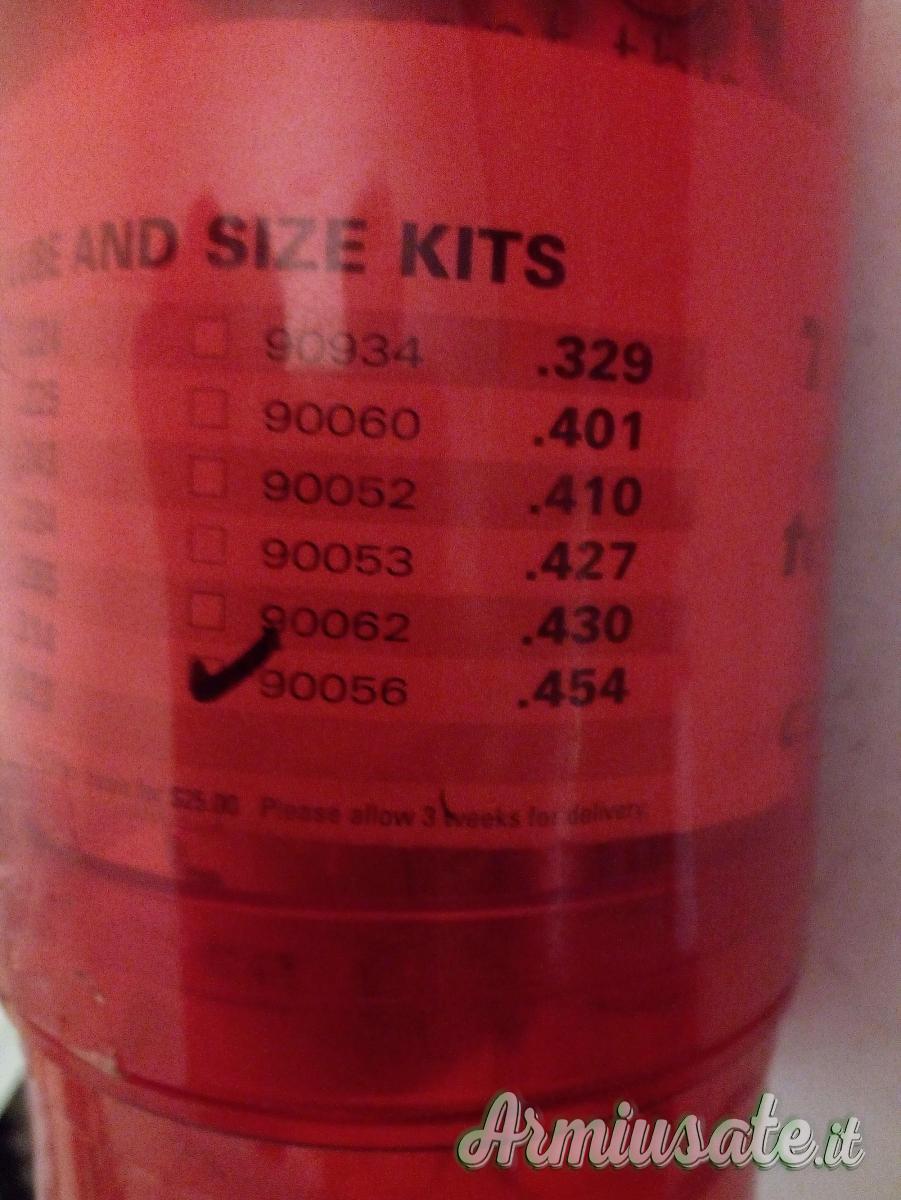 AND SIZE KITS
90934 .329
90060 .401
90052 .410
90053 .427
90062 .430
90056 .454
$25.00 Please allow 3 weeks for delivery.
Armiusate.it